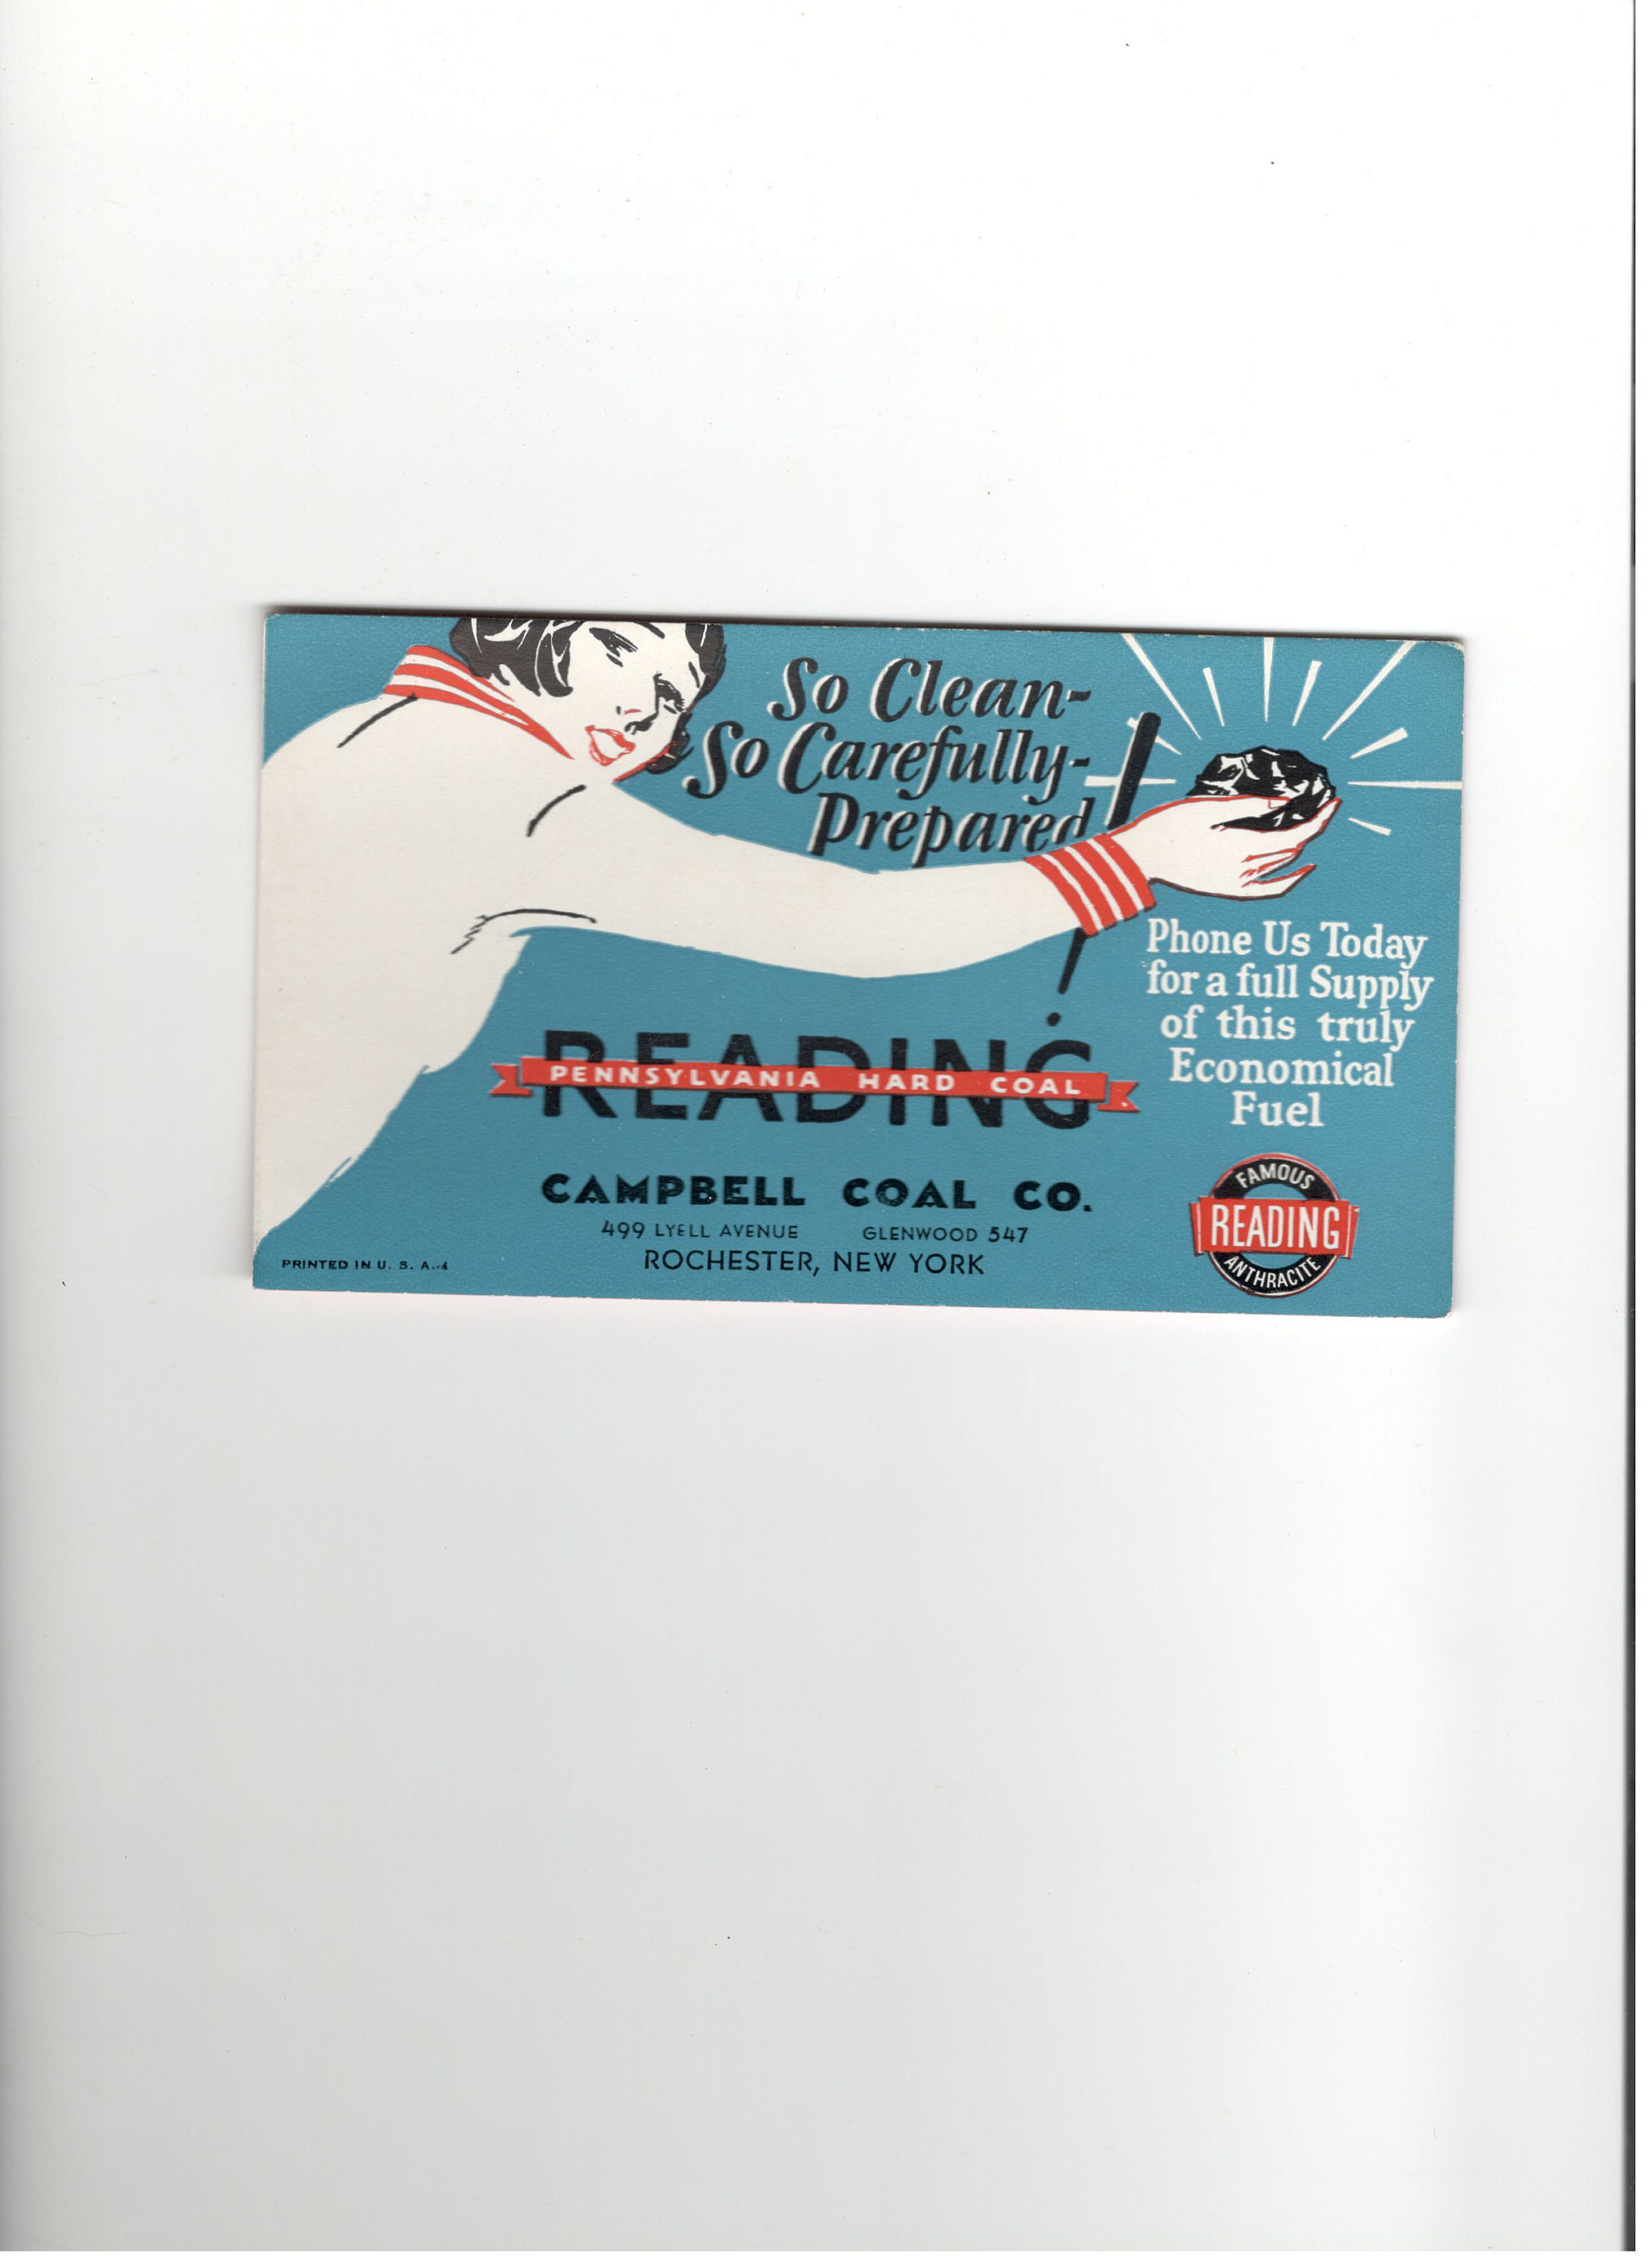 So Clean-
So Carefully-
Prepared!
Phone Us Today
for a full Supply
of this truly
Economical
Fuel
READING
PENNSYLVANIA HARD COAL
CAMPBELL COAL CO.
499 LYELL AVENUE GLENWOOD 547
ROCHESTER, NEW YORK
FAMOUS
READING
ANTHRACITE
PRINTED IN U. S. A.-4